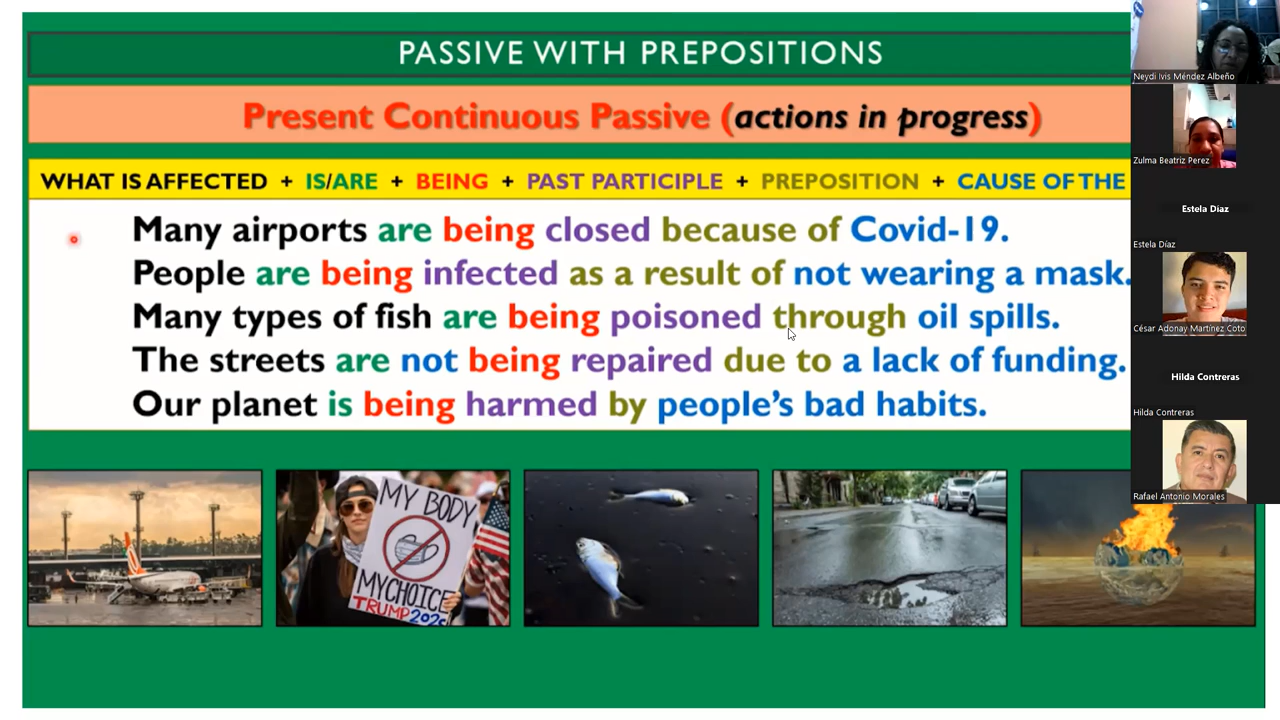 PASSIVE WITH PREPOSITIONS
Present Continuous Passive (actions in progress)
WHAT IS AFFECTED + IS/ARE + BEING + PAST PARTICIPLE + PREPOSITION + CAUSE OF THE
Many airports are being closed because of Covid-19.
People are being infected as a result of not wearing a mask.
Many types of fish are being poisoned through oil spills.
The streets are not being repaired due to a lack of funding.
Our planet is being harmed by people's bad habits.
MY BODY
MY CHOICE
TRUMP 202
Neydi Ivis Méndez Albeño
Zulma Beatriz Perez
Estela Diaz
Estela Díaz
César Adonay Martínez Coto
Hilda Contreras
Hilda Contreras
Rafael Antonio Morales